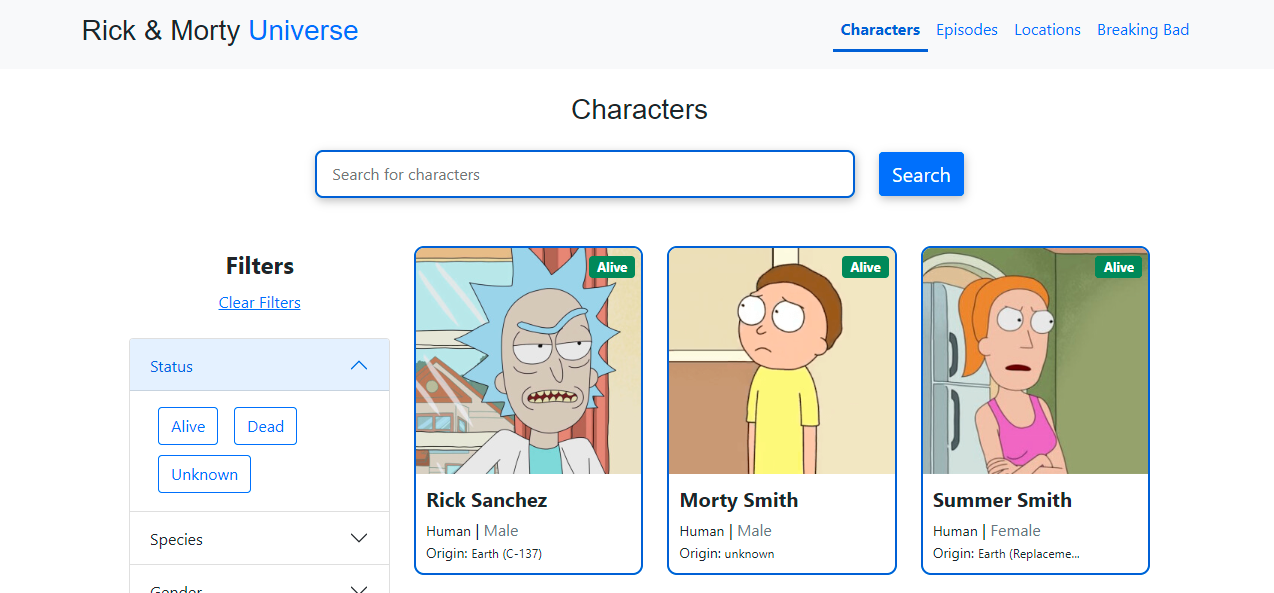 Rick & Morty Universe
Characters Episodes Locations Breaking Bad
Characters
Search for characters Search
Filters
Clear Filters
Status
Alive Dead
Unknown
Species
Gender
Alive
Rick Sanchez
Human | Male
Origin: Earth (C-137)
Alive
Morty Smith
Human | Male
Origin: unknown
Alive
Summer Smith
Human | Female
Origin: Earth (Replaceme...